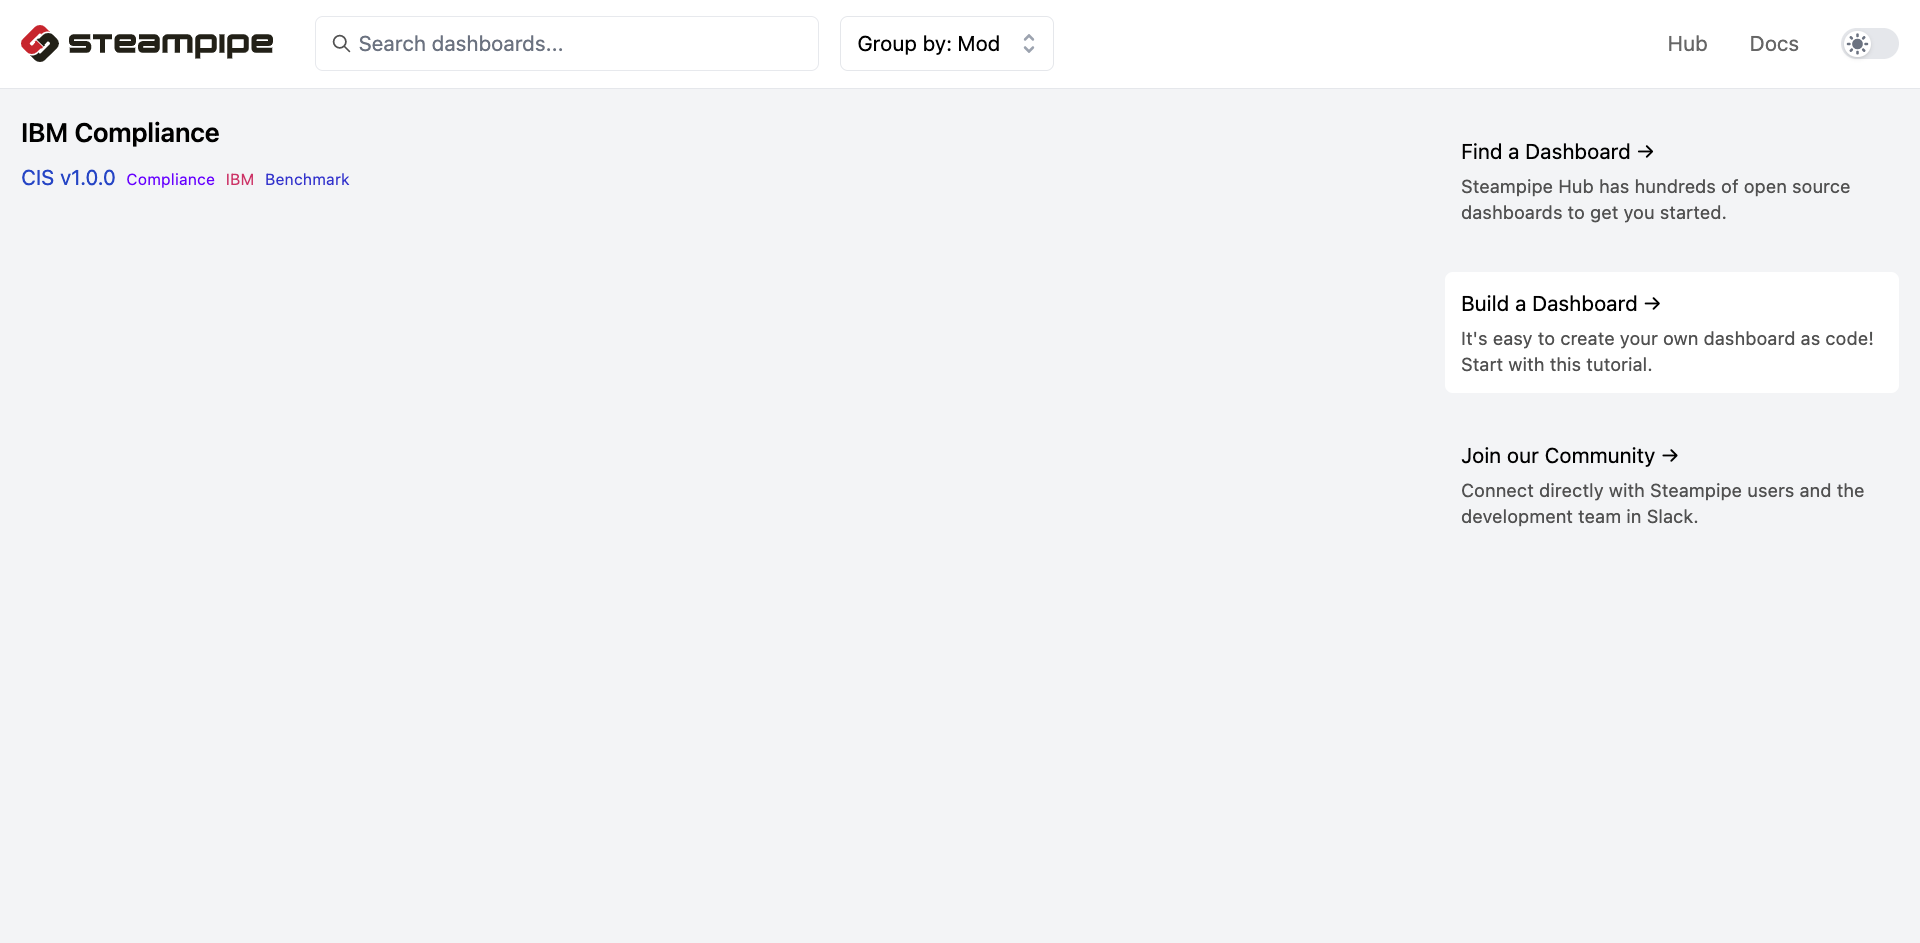 steampipe
Search dashboards...
Group by: Mod
Hub
Docs
IBM Compliance
CIS v1.0.0 Compliance IBM Benchmark
Find a Dashboard →
Steampipe Hub has hundreds of open source
dashboards to get you started.
Build a Dashboard →
It's easy to create your own dashboard as code!
Start with this tutorial.
Join our Community →
Connect directly with Steampipe users and the
development team in Slack.